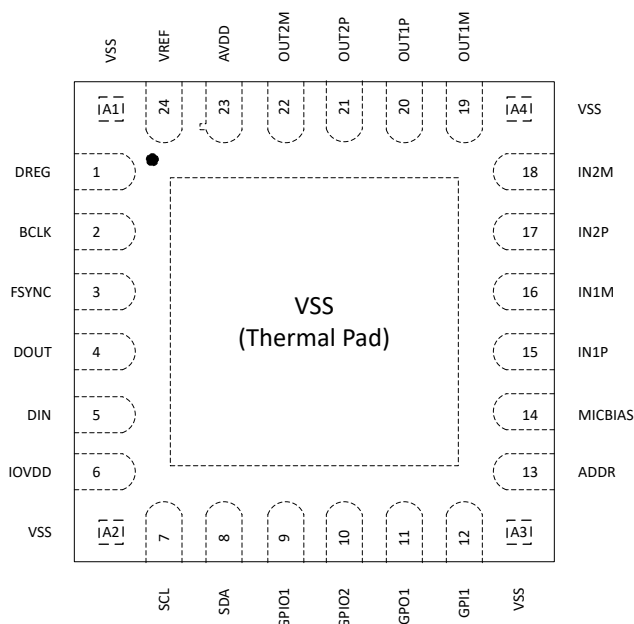 VSS
VREF
AVDD
OUT2M
OUT2P
OUT1P
OUT1M
A1
24
23
22
21
20
19
A4
VSS
DREG
1
18
IN2M
BCLK
2
17
IN2P
FSYNC
3
16
IN1M
VSS
(Thermal Pad)
DOUT
4
15
IN1P
DIN
5
14
MICBIAS
IOVDD
6
13
ADDR
VSS
A2
7
8
9
10
11
12
A3
SCL
SDA
GPIO1
GPIO2
GPO1
GPI1
VSS